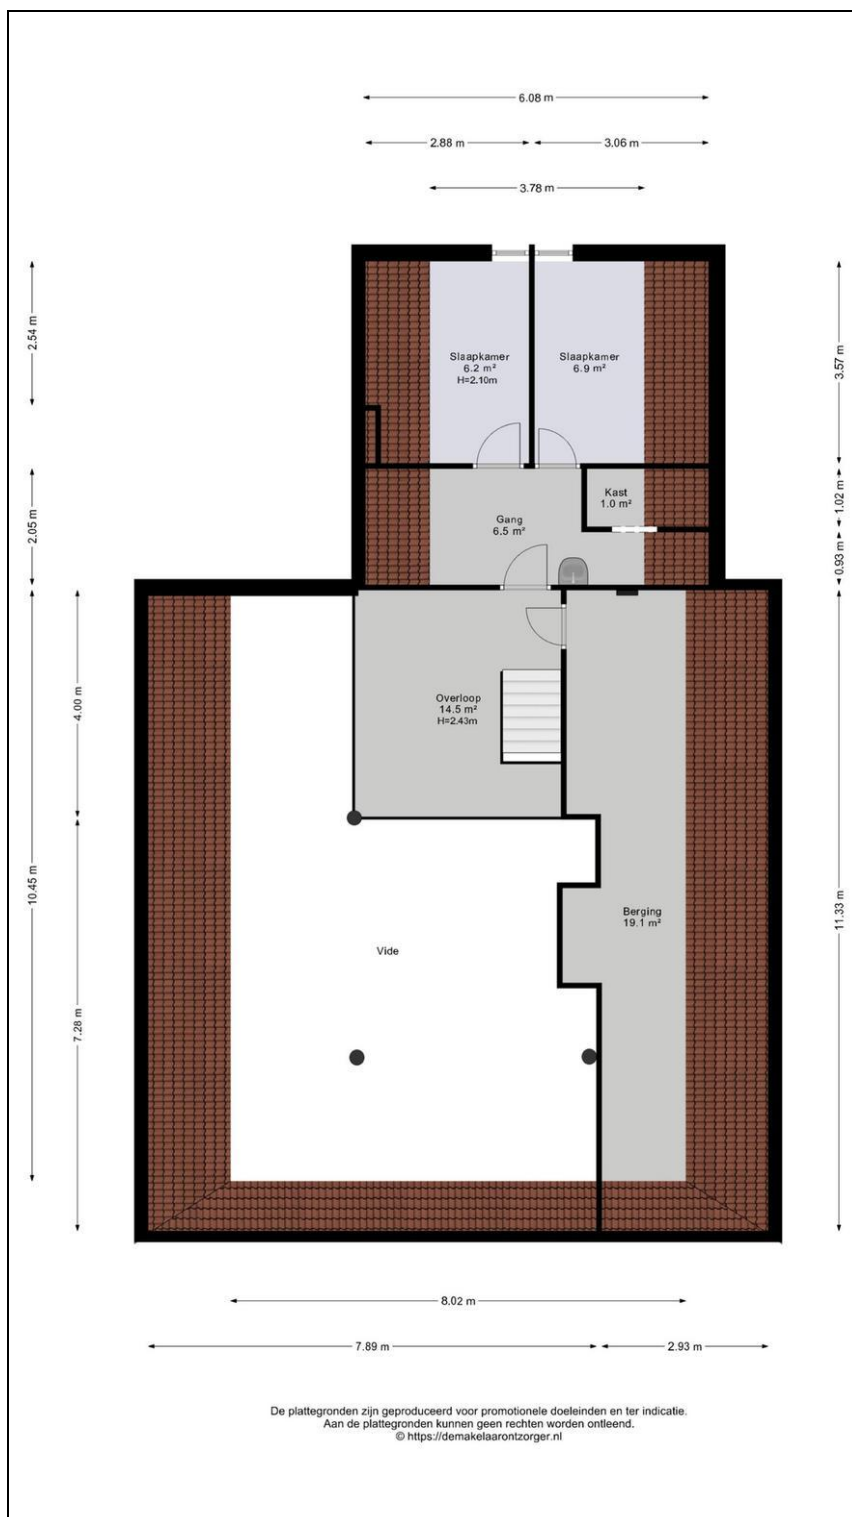 6.08 m
2.88 m
3.06 m
3.78 m
2.54 m
3.57 m
Slaapkamer
6.2 m²
H=2.10m
Slaapkamer
6.9 m²
2.05 m
1.02 m
Kast
1.0 m²
Gang
6.5 m²
0.93 m
4.00 m
Overloop
14.5 m²
H=2.43m
10.45 m
11.33 m
Berging
19.1 m²
Vide
7.28 m
8.02 m
7.89 m
2.93 m
De plattegronden zijn geproduceerd voor promotionele doeleinden en ter indicatie.
Aan de plattegronden kunnen geen rechten worden ontleend.
© https://demakelaarontzorger.nl